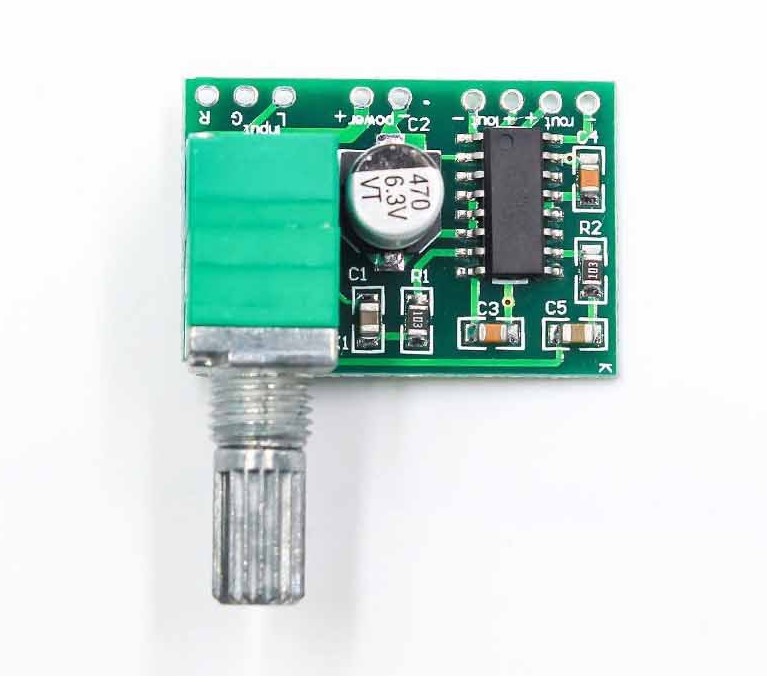 R G L + - - + + -
input power lout rout
C2
470
6.3V
VT
C4
R2
C1 R1
103
103
C3 C5
K